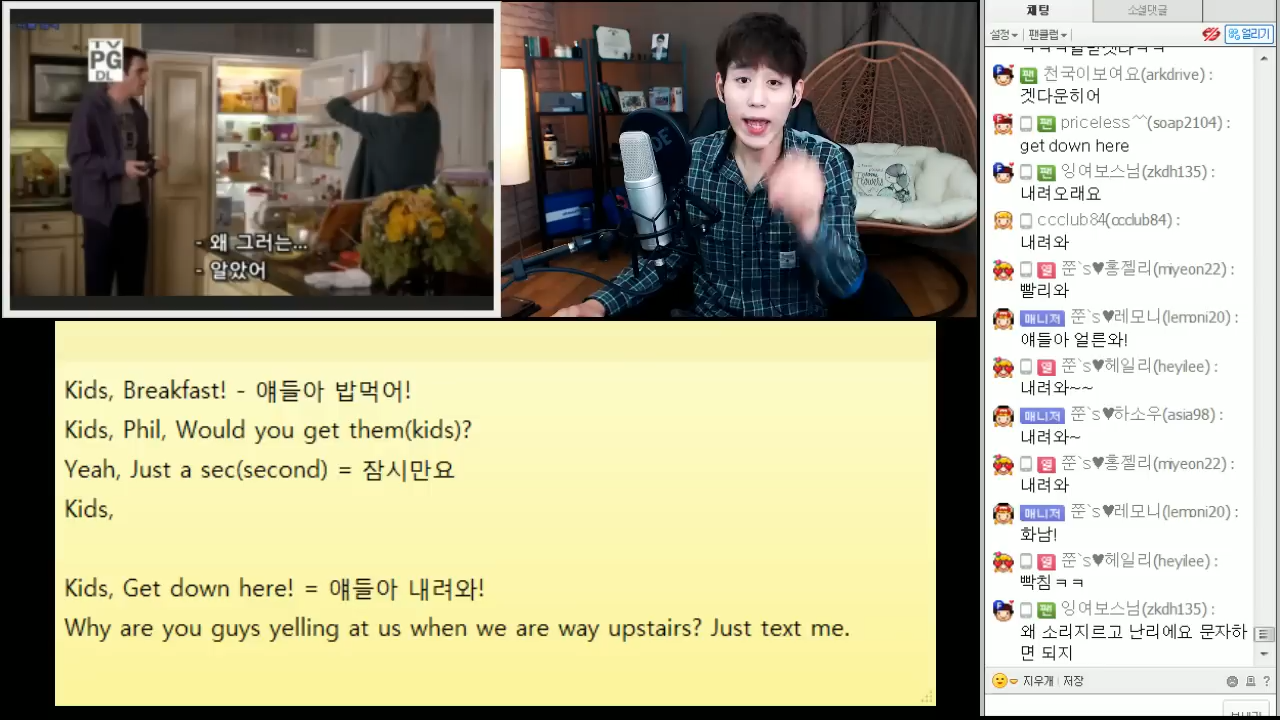 TV
PG
DL
- 왜 그러는...
- 알았어
Kids, Breakfast! - 얘들아 밥먹어!
Kids, Phil, Would you get them(kids)?
Yeah, Just a sec(second) = 잠시만요
Kids,
Kids, Get down here! = 얘들아 내려와!
Why are you guys yelling at us when we are way upstairs? Just text me.
채팅 소셜댓글
설정 팬클럽 얼리기
팬 천국이보여요(arkdrive) :
겟다운히어
팬 priceless^^(soap2104) :
get down here
팬 잉여보스님(zkdh135) :
내려오래요
ccclub84(ccclub84) :
내려와
열 쭌`s♥홍젤리(miyeon22) :
빨리와
매니저 쭌`s♥레모니(lemoni20) :
얘들아 얼른와!
열 쭌`s♥헤일리(heyilee) :
내려와~~
매니저 쭌`s♥하소우(asia98) :
내려와~
열 쭌`s♥홍젤리(miyeon22) :
내려와
매니저 쭌`s♥레모니(lemoni20) :
화남!
열 쭌`s♥헤일리(heyilee) :
빡침ㅋㅋ
팬 잉여보스님(zkdh135) :
왜 소리지르고 난리에요 문자하
면 되지
지우개 저장 ?